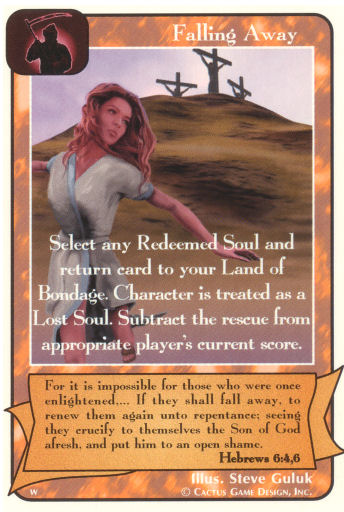 Falling Away
Select any Redeemed Soul and
return card to your Land of
Bondage. Character is treated as a
Lost Soul. Subtract the rescue from
appropriate player's current score.
For it is impossible for those who were once
enlightened.... If they shall fall away, to
renew them again unto repentance; seeing
they crucify to themselves the Son of God
afresh, and put him to an open shame.
Hebrews 6:4,6
Illus. Steve Guluk
W © Cactus Game Design, Inc.